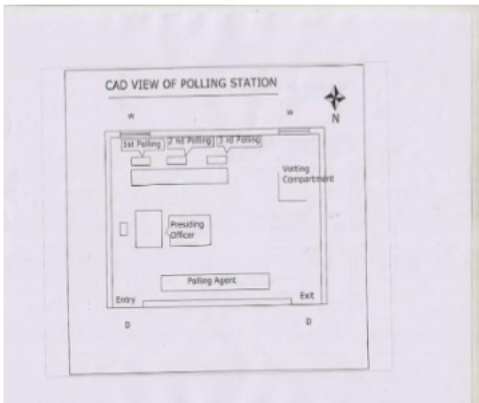 CAD VIEW OF POLLING STATION
N
W
W
1st Polling
2 nd Polling
3 rd Polling
Votting
Compartment
Presiding
Officer
Polling Agent
Entry
Exit
D
D